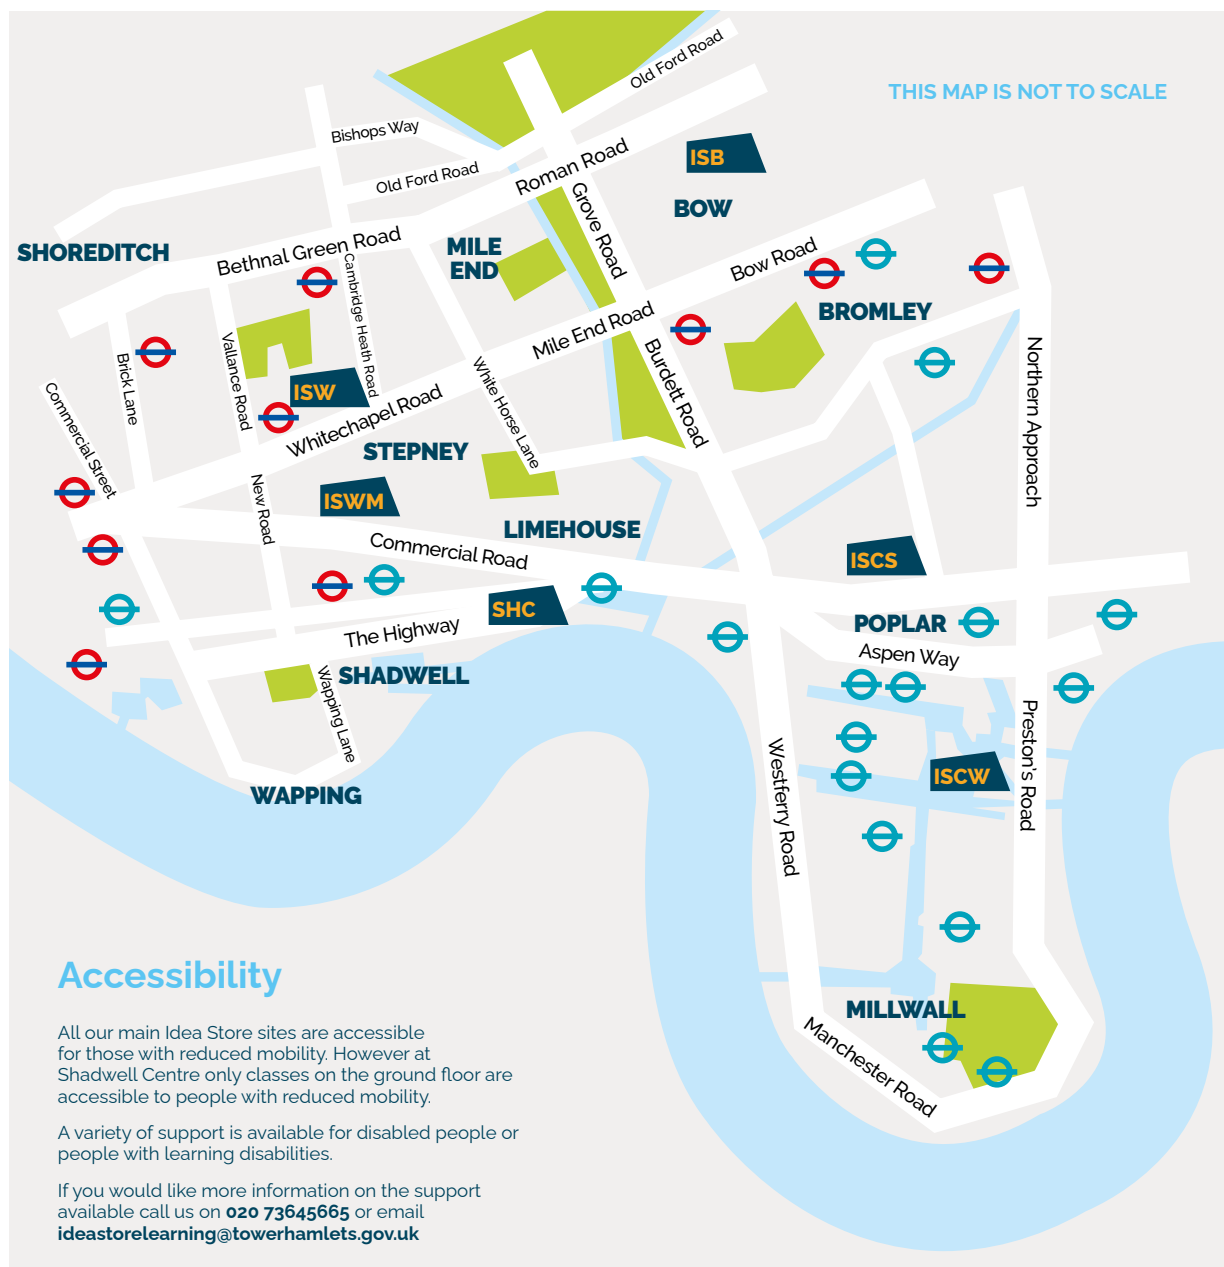 Old Ford Road
THIS MAP IS NOT TO SCALE
Bishops Way
Old Ford Road
Roman Road
ISB
BOW
Grove Road
SHOREDITCH
Bethnal Green Road
MILE
END
Bow Road
Cambridge Heath Road
BROMLEY
Mile End Road
Brick Lane
Vallance Road
ISW
White Horse Lane
Burdett Road
Northern Approach
Commercial Street
Whitechapel Road
STEPNEY
New Road
ISWM
LIMEHOUSE
Commercial Road
ISCS
SHC
The Highway
POPLAR
Aspen Way
SHADWELL
Wapping Lane
Preston's Road
WAPPING
Westferry Road
ISCW
MILLWALL
Manchester Road
Accessibility
All our main Idea Store sites are accessible
for those with reduced mobility. However at
Shadwell Centre only classes on the ground floor are
accessible to people with reduced mobility.
A variety of support is available for disabled people or
people with learning disabilities.
If you would like more information on the support
available call us on 020 73645665 or email
ideastorelearning@towerhamlets.gov.uk